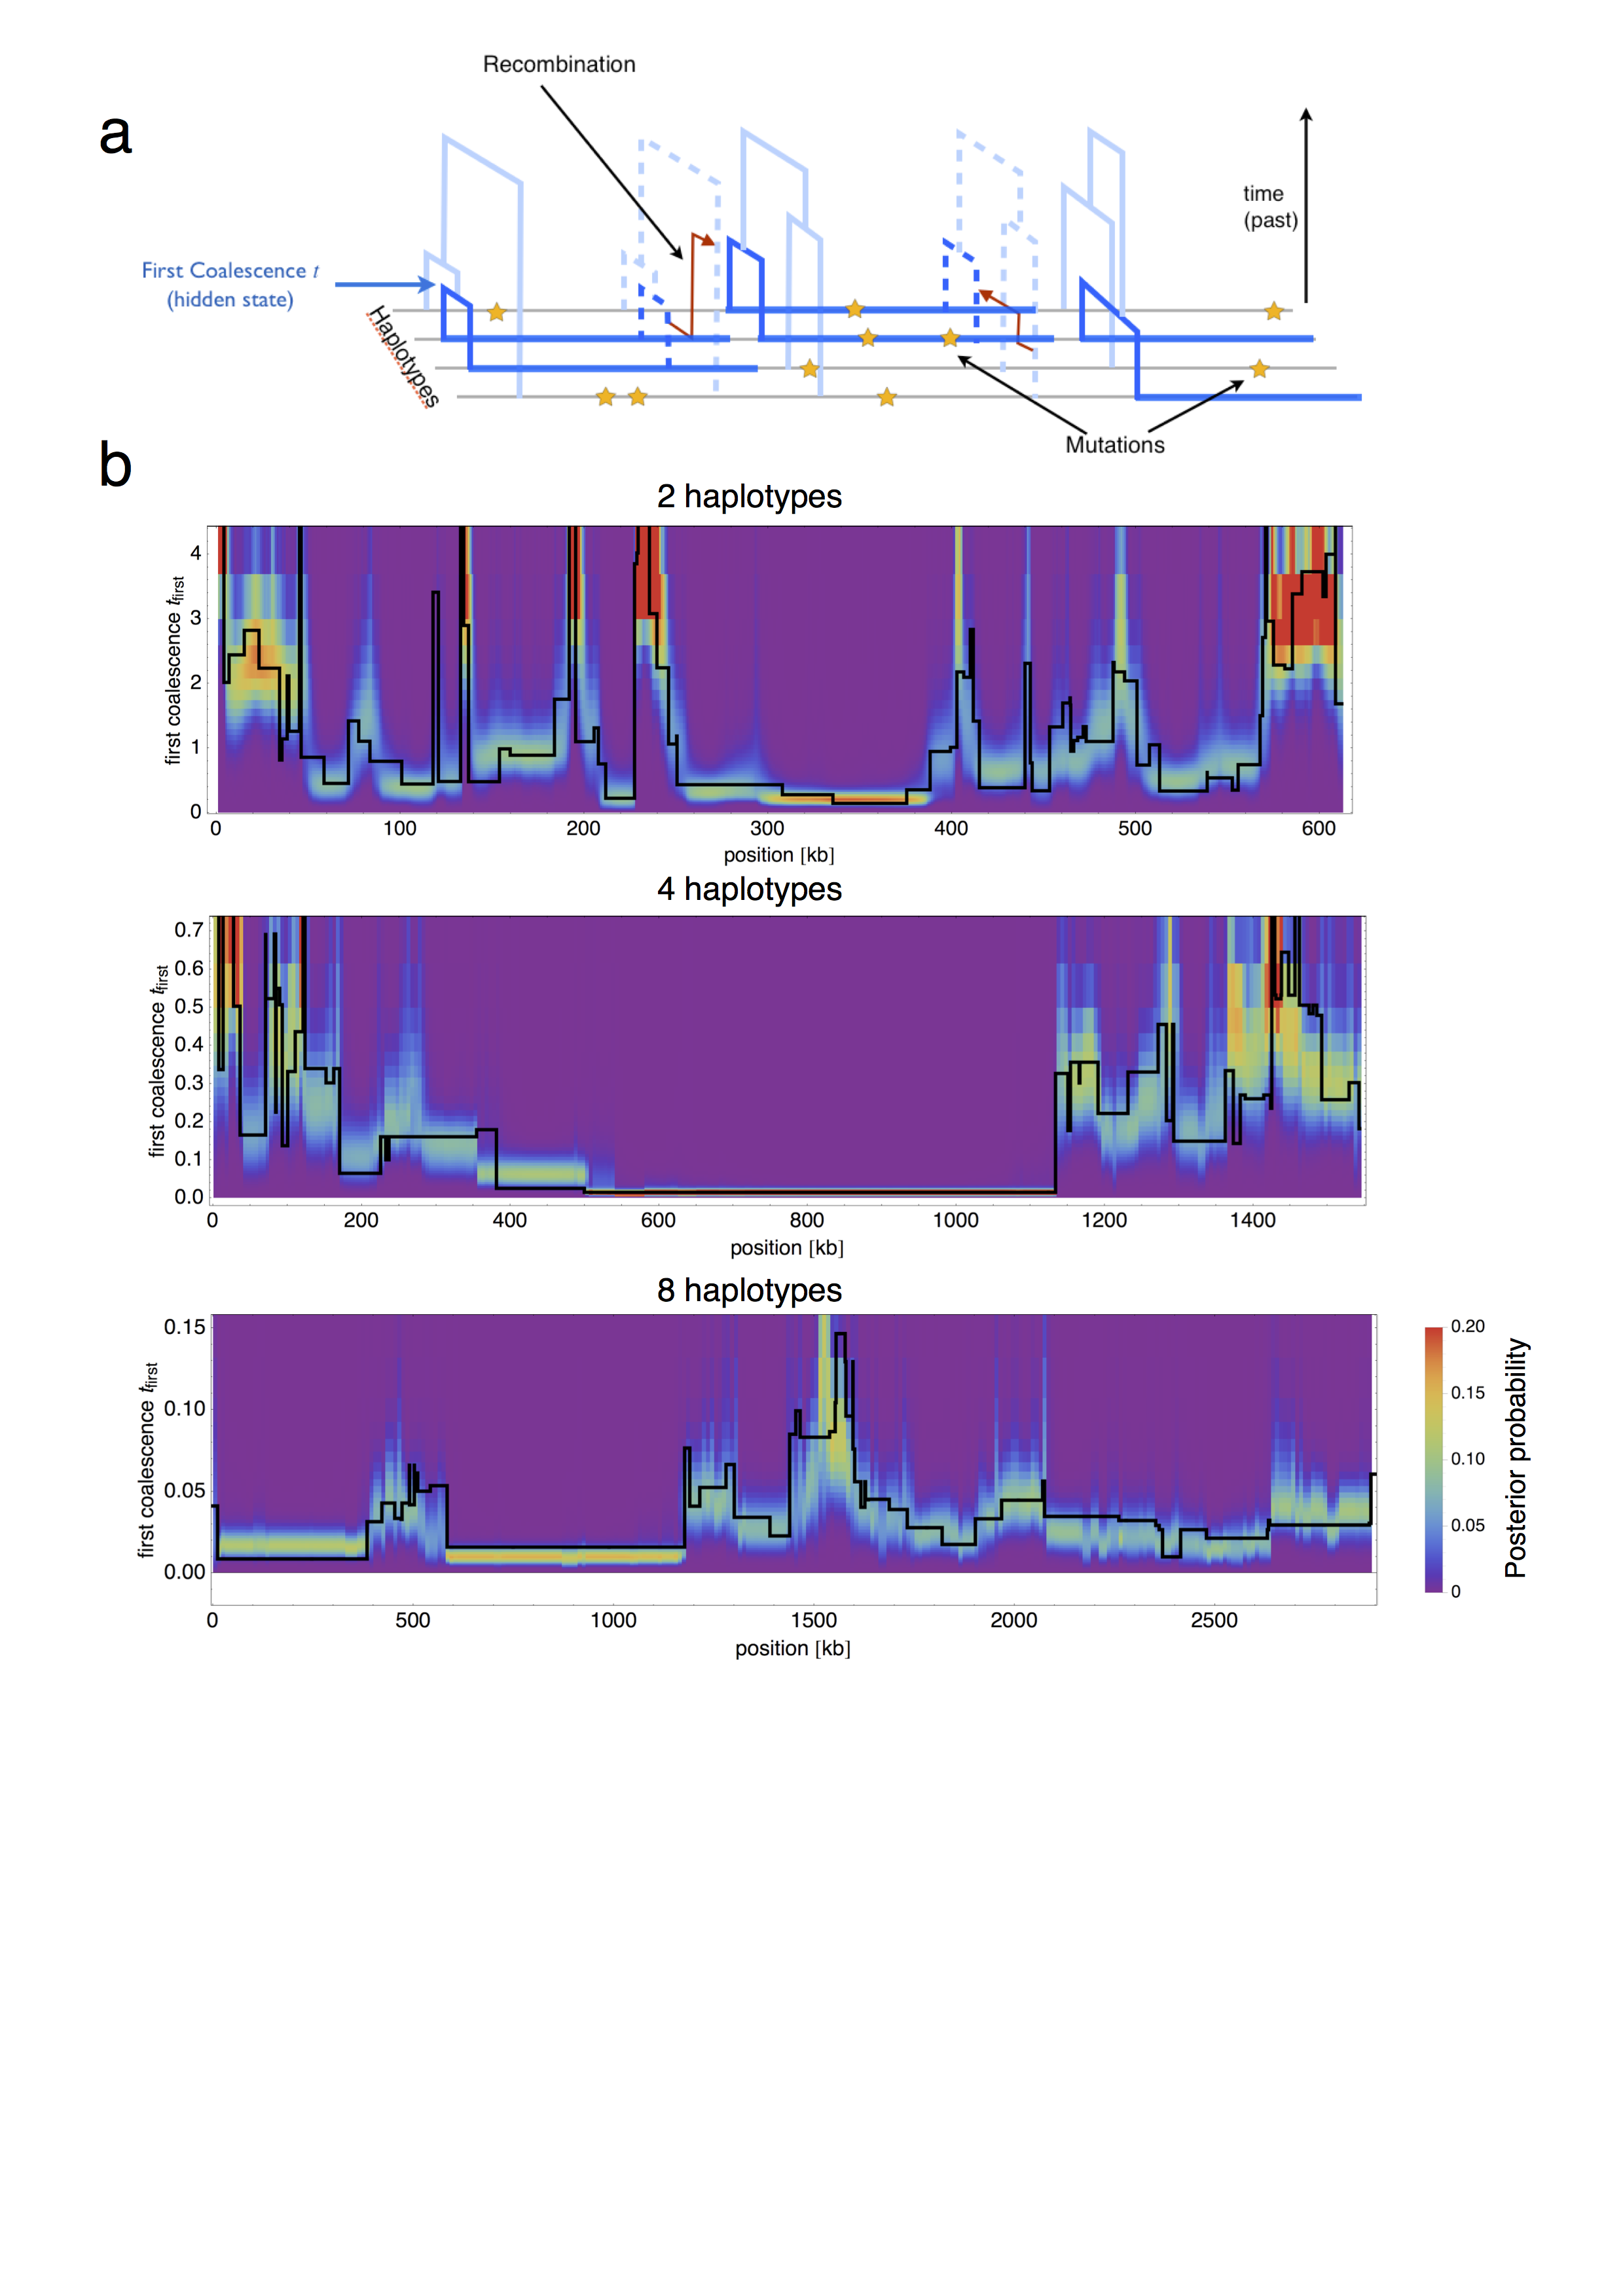 Recombination
a
time
(past)
First Coalescence t
(hidden state)
Haplotypes
Mutations
b
2 haplotypes
first coalescence tfirst
4
3
2
1
0
0 100 200 300 400 500 600
position [kb]
4 haplotypes
first coalescence tfirst
0.7
0.6
0.5
0.4
0.3
0.2
0.1
0.0
0 200 400 600 800 1000 1200 1400
position [kb]
8 haplotypes
first coalescence tfirst
0.15
0.10
0.05
0.00
0 500 1000 1500 2000 2500
position [kb]
0.20
0.15
0.10
0.05
0
Posterior probability